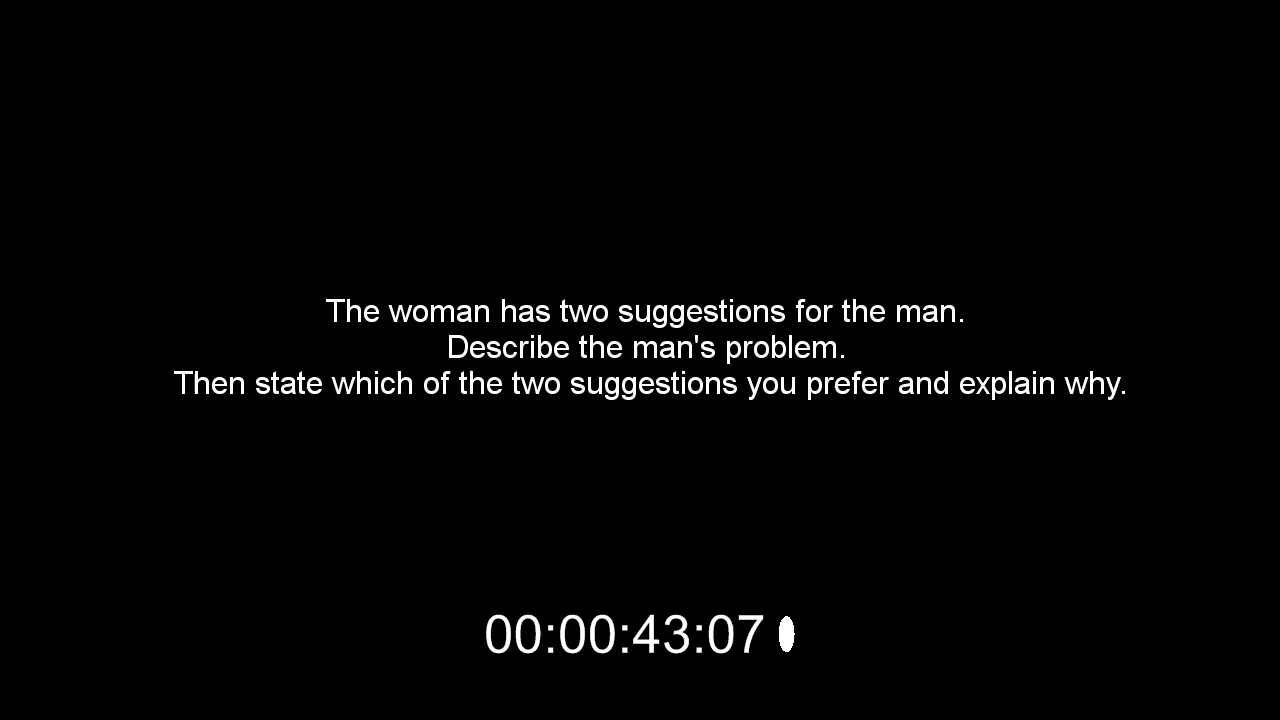 The woman has two suggestions for the man.
Describe the man's problem.
Then state which of the two suggestions you prefer and explain why.
00:00:43:07